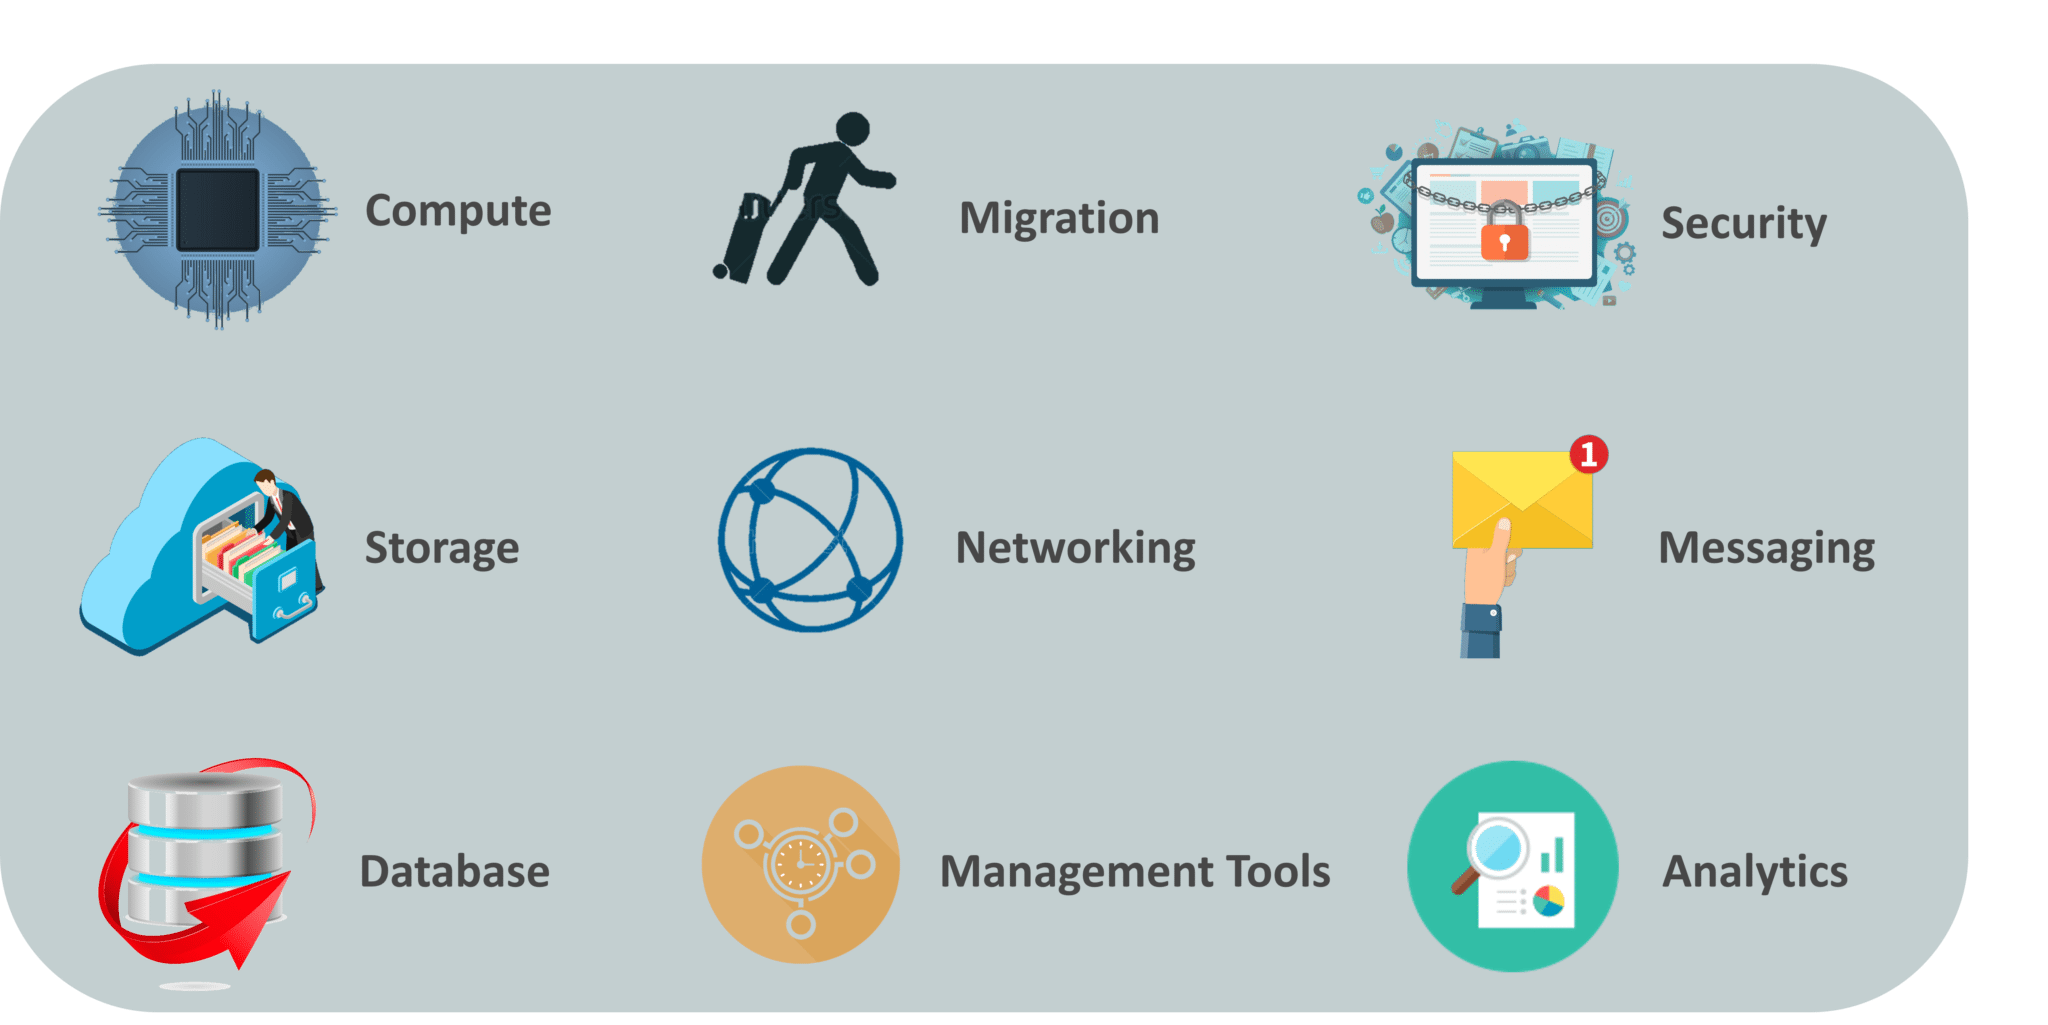 Compute
Migration
Security
Storage
Networking
1
Messaging
Database
Management Tools
Analytics